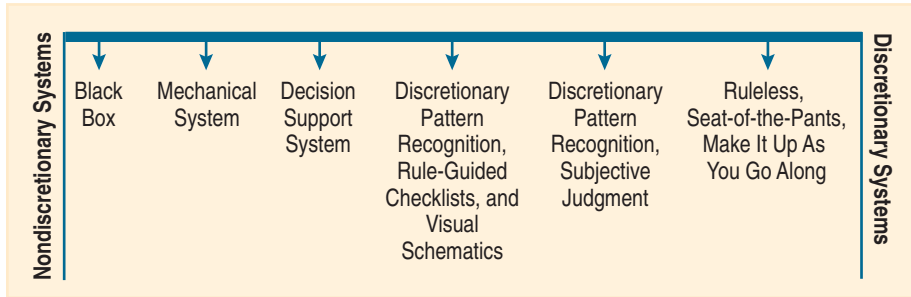 Nondiscretionary Systems
Black
Box
Mechanical
System
Decision
Support
System
Discretionary
Pattern
Recognition,
Rule-Guided
Checklists, and
Visual
Schematics
Discretionary
Pattern
Recognition,
Subjective
Judgment
Ruleless,
Seat-of-the-Pants,
Make It Up As
You Go Along
Discretionary Systems